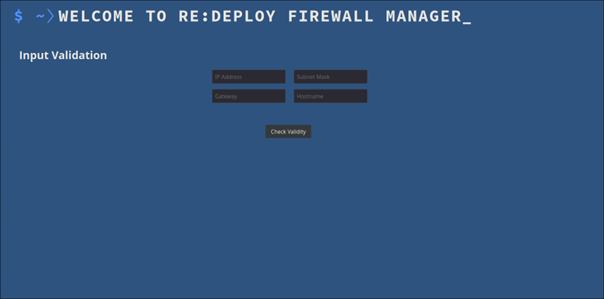 $ ~〉WELCOME TO RE:DEPLOY FIREWALL MANAGER_
Input Validation
IP Address Subnet Mask
Gateway Hostname
Check Validity